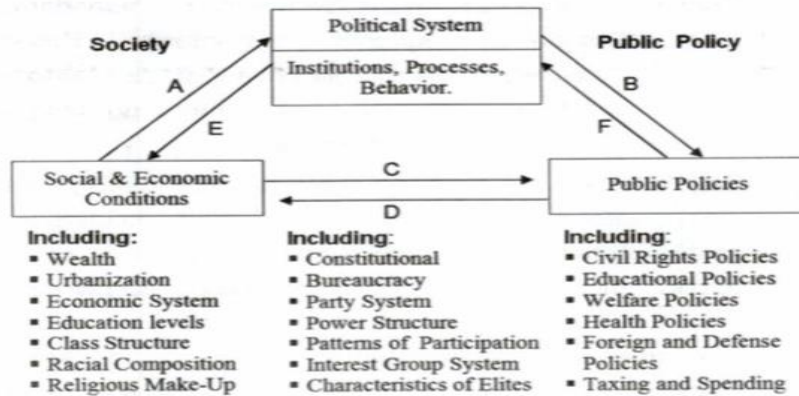 Society
Political System
Public Policy
Institutions, Processes,
Behavior.
A
B
E
F
Social & Economic
Conditions
C
D
Public Policies
Including:
▪ Wealth
▪ Urbanization
▪ Economic System
▪ Education levels
▪ Class Structure
▪ Racial Composition
▪ Religious Make-Up
Including:
▪ Constitutional
▪ Bureaucracy
▪ Party System
▪ Power Structure
▪ Patterns of Participation
▪ Interest Group System
▪ Characteristics of Elites
Including:
▪ Civil Rights Policies
▪ Educational Policies
▪ Welfare Policies
▪ Health Policies
▪ Foreign and Defense
Policies
▪ Taxing and Spending